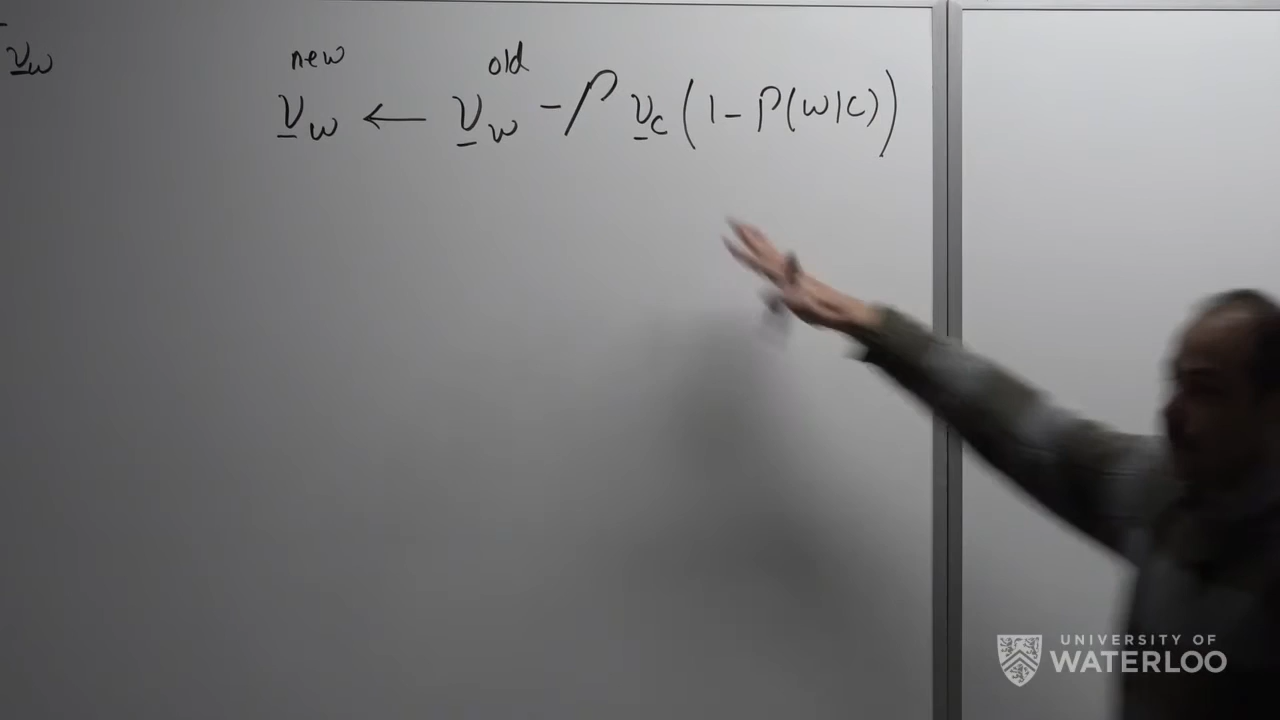 v_w
new old
v_w ← v_w - ρ v_c (1 - P(w|c))
UNIVERSITY OF
WATERLOO